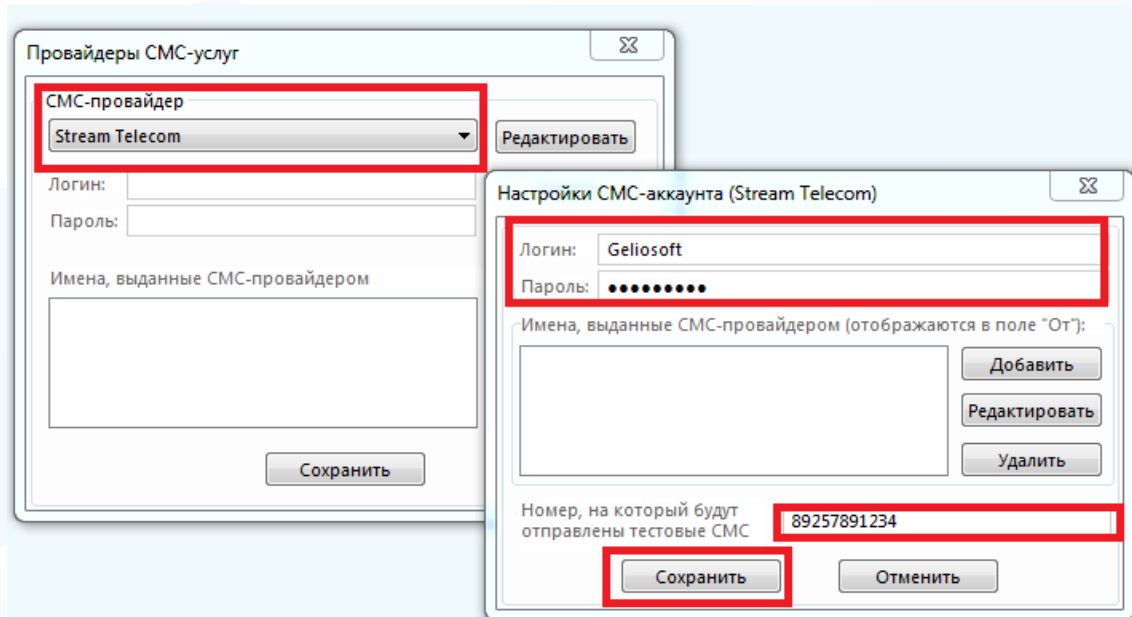 Провайдеры СМС-услуг
СМС-провайдер
Stream Telecom
Редактировать
Логин:
Пароль:
Имена, выданные СМС-провайдером
Сохранить
Настройки СМС-аккаунта (Stream Telecom)
Логин: Geliosoft
Пароль: ●●●●●●●●●
Имена, выданные СМС-провайдером (отображаются в поле "От"):
Добавить
Редактировать
Удалить
Номер, на который будут
отправлены тестовые СМС
89257891234
Сохранить
Отменить